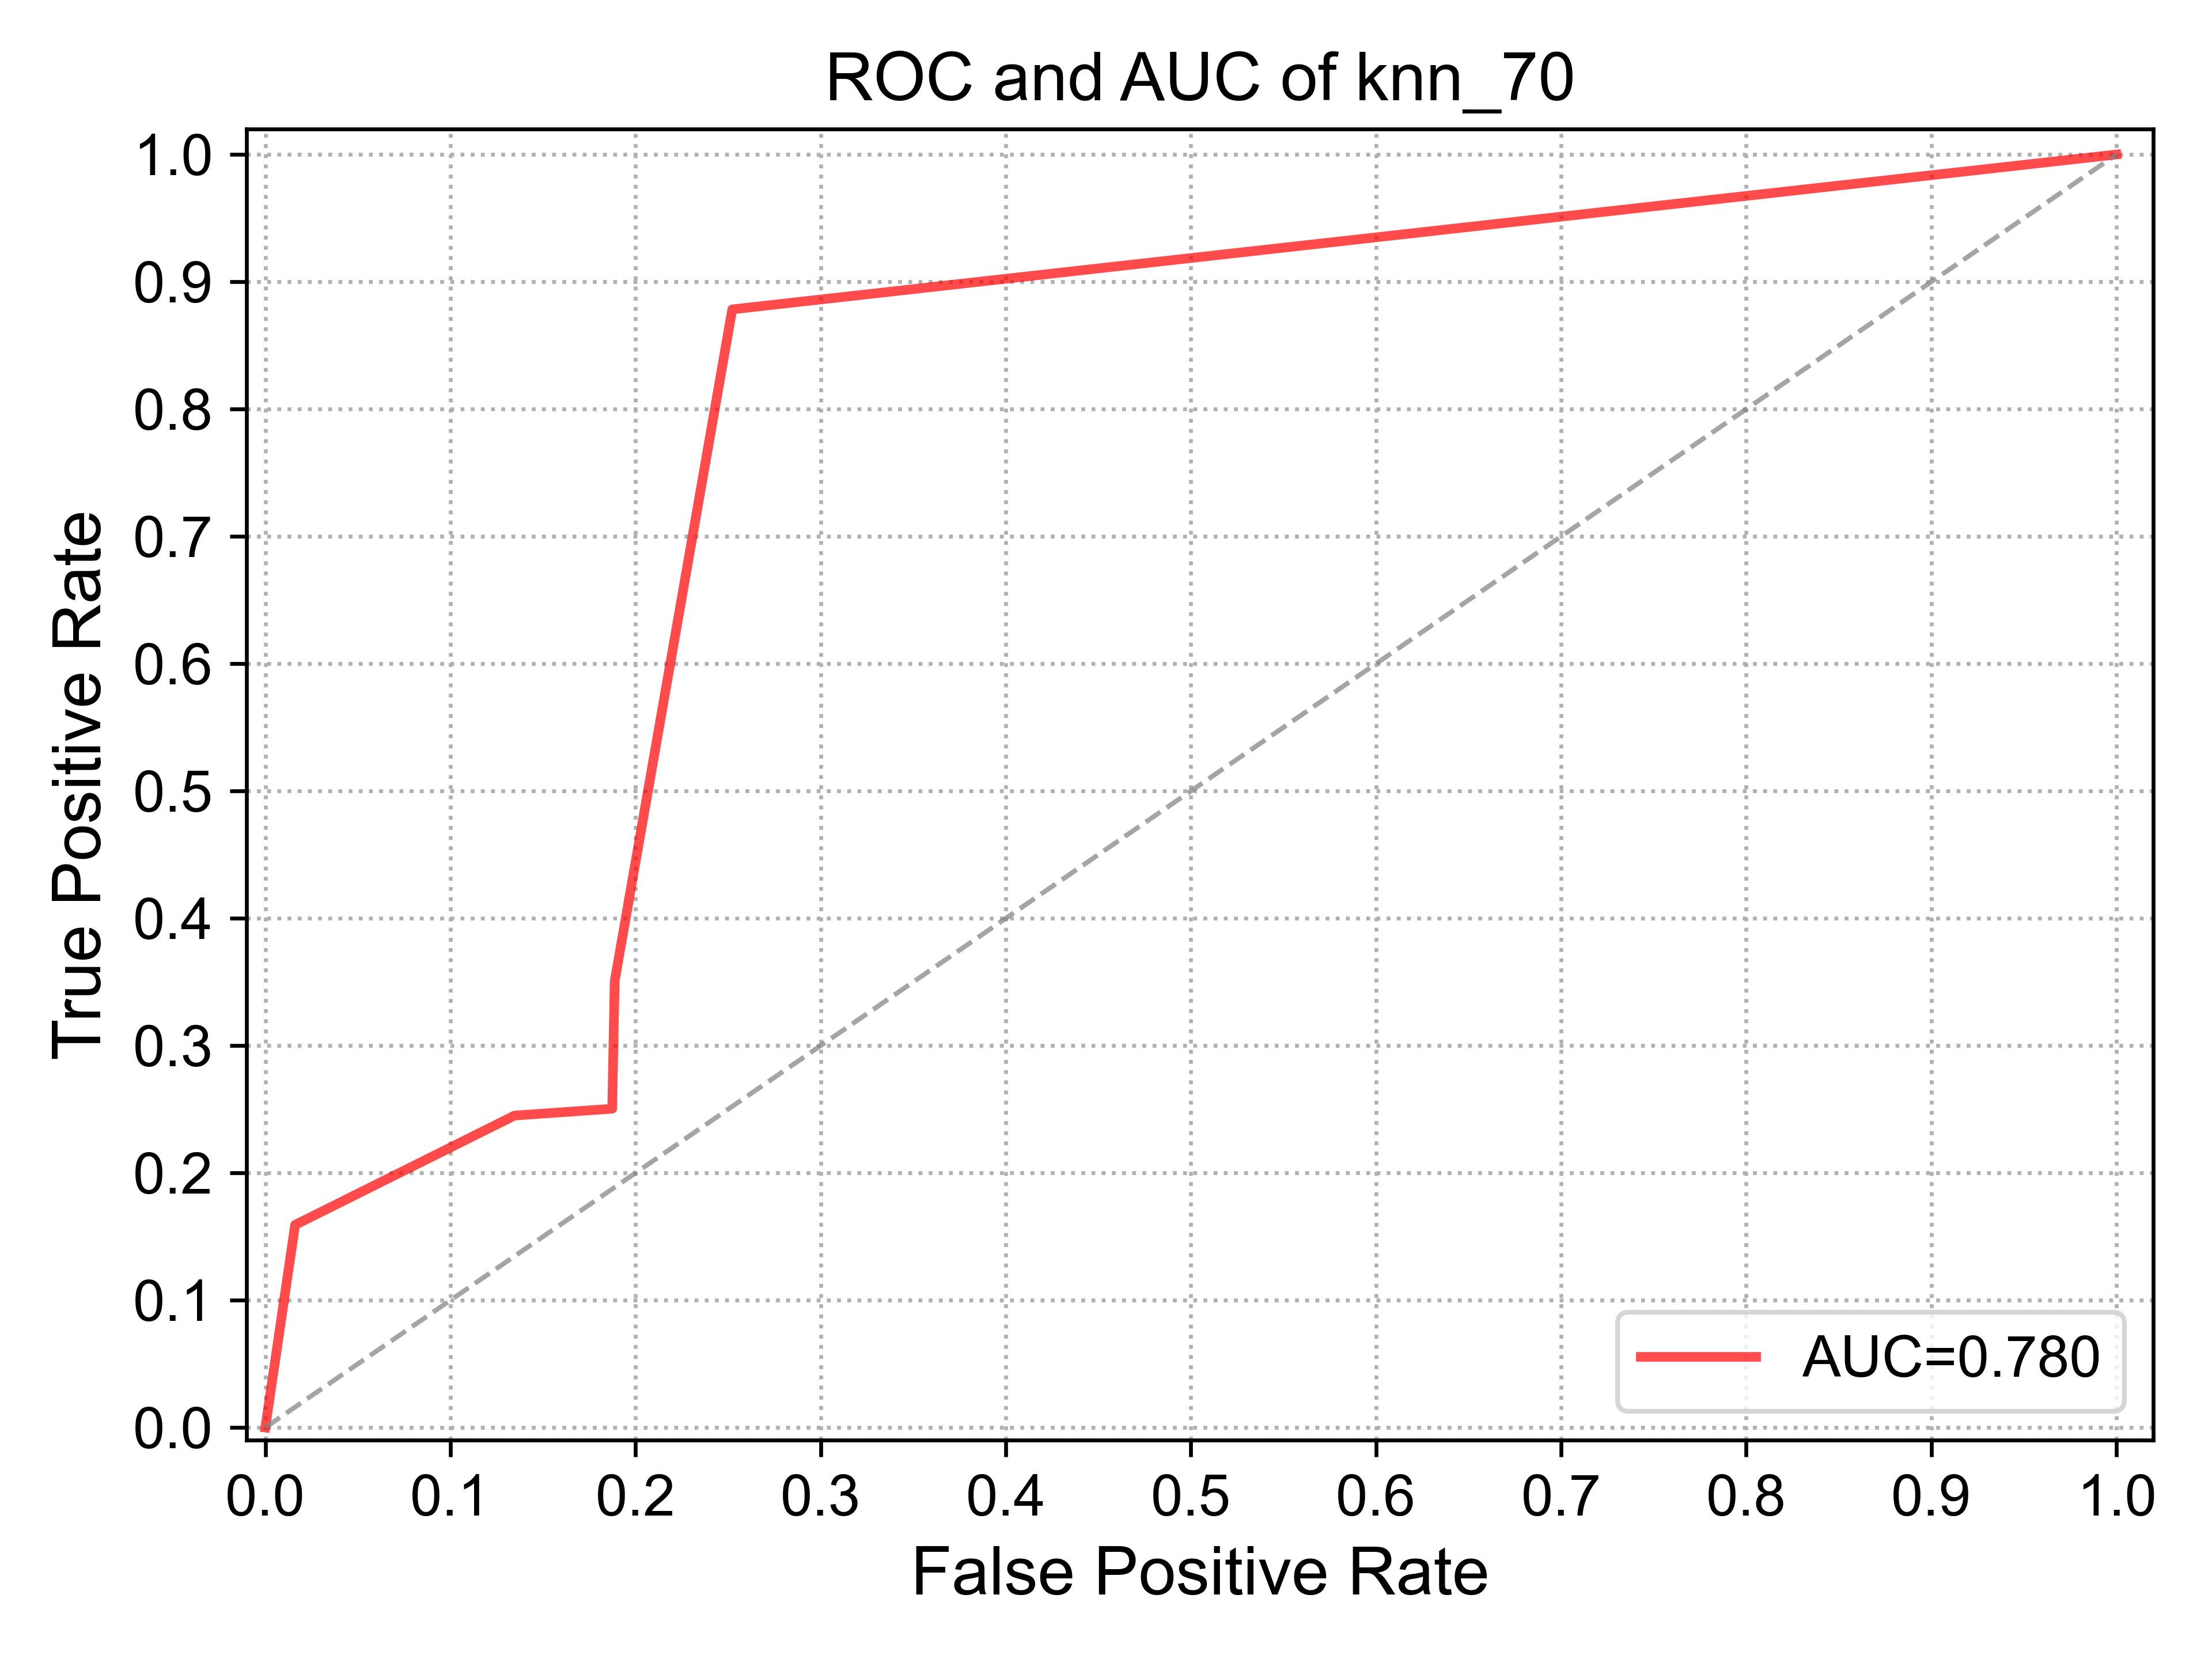 ROC and AUC of knn_70
True Positive Rate
1.0
0.9
0.8
0.7
0.6
0.5
0.4
0.3
0.2
0.1
0.0
AUC=0.780
0.0 0.1 0.2 0.3 0.4 0.5 0.6 0.7 0.8 0.9 1.0
False Positive Rate